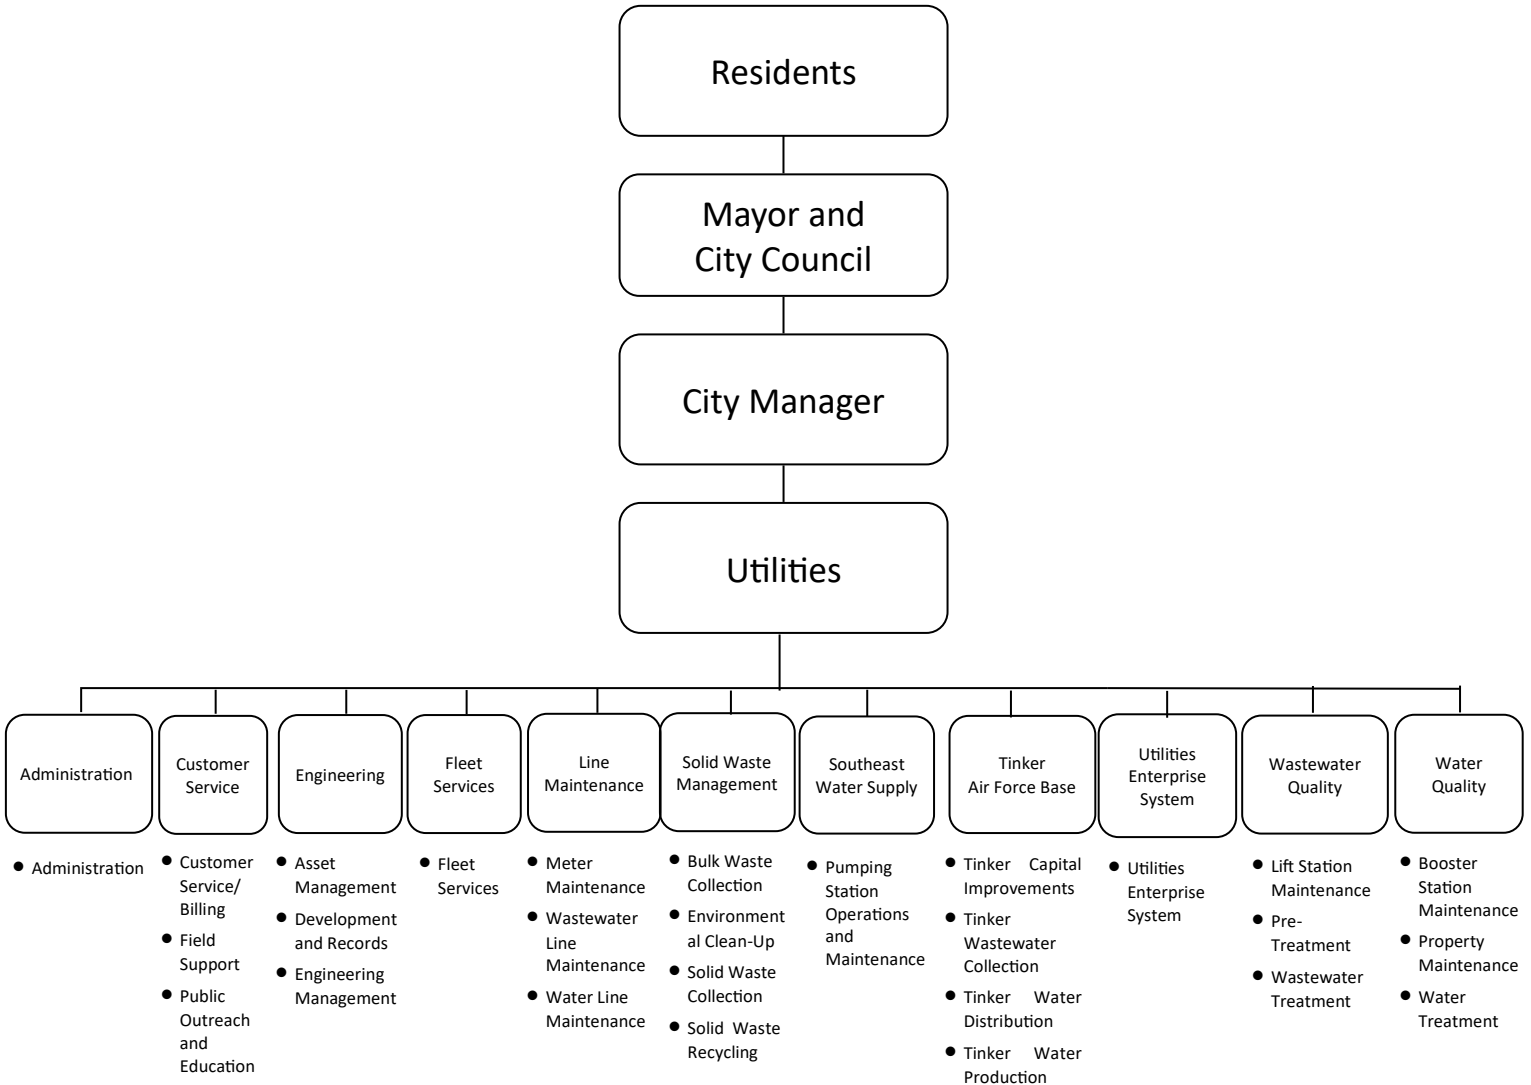 Residents
Mayor and
City Council
City Manager
Utilities
Administration
Customer
Service
Engineering
Fleet
Services
Line
Maintenance
Solid Waste
Management
Southeast
Water Supply
Tinker
Air Force Base
Utilities
Enterprise
System
Wastewater
Quality
Water
Quality
● Administration
● Customer
Service/
Billing
● Field
Support
● Public
Outreach
and
Education
● Asset
Management
● Development
and Records
● Engineering
Management
● Fleet
Services
● Meter
Maintenance
● Wastewater
Line
Maintenance
● Water Line
Maintenance
● Bulk Waste
Collection
● Environment
al Clean-Up
● Solid Waste
Collection
● Solid Waste
Recycling
● Pumping
Station
Operations
and
Maintenance
● Tinker Capital
Improvements
● Tinker
Wastewater
Collection
● Tinker Water
Distribution
● Tinker Water
Production
● Utilities
Enterprise
System
● Lift Station
Maintenance
● Pre-
Treatment
● Wastewater
Treatment
● Booster
Station
Maintenance
● Property
Maintenance
● Water
Treatment